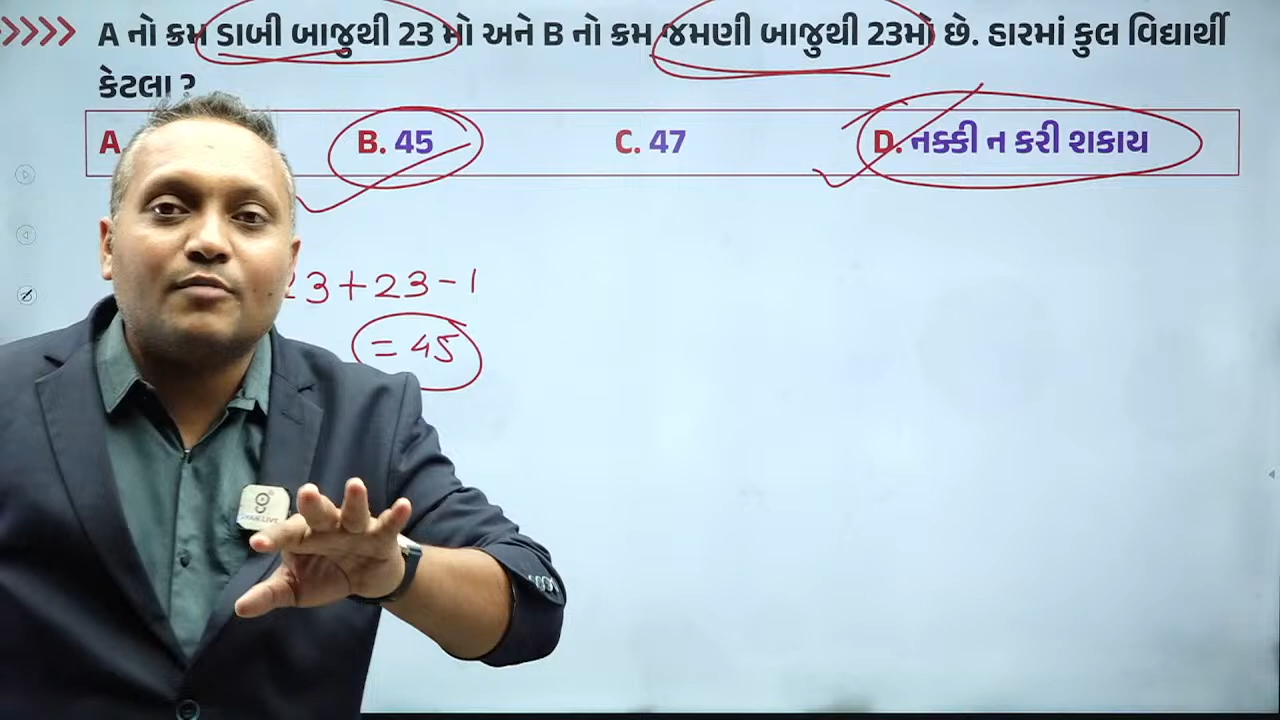 A નો ક્રમ ડાબી બાજુથી 23 મો અને B નો ક્રમ જમણી બાજુથી 23મો છે. હારમાં કુલ વિદ્યાર્થી
કેટલા ?
A. B. 45 C. 47 D. નક્કી ન કરી શકાય
23+23-1
= 45